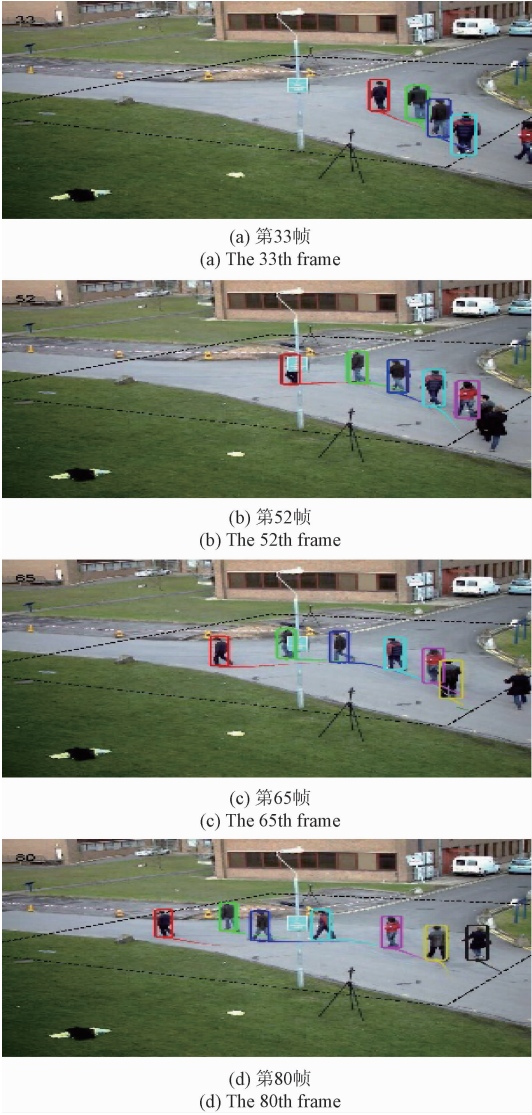 33
(a) 第33帧
(a) The 33th frame
52
(b) 第52帧
(b) The 52th frame
65
(c) 第65帧
(c) The 65th frame
80
(d) 第80帧
(d) The 80th frame